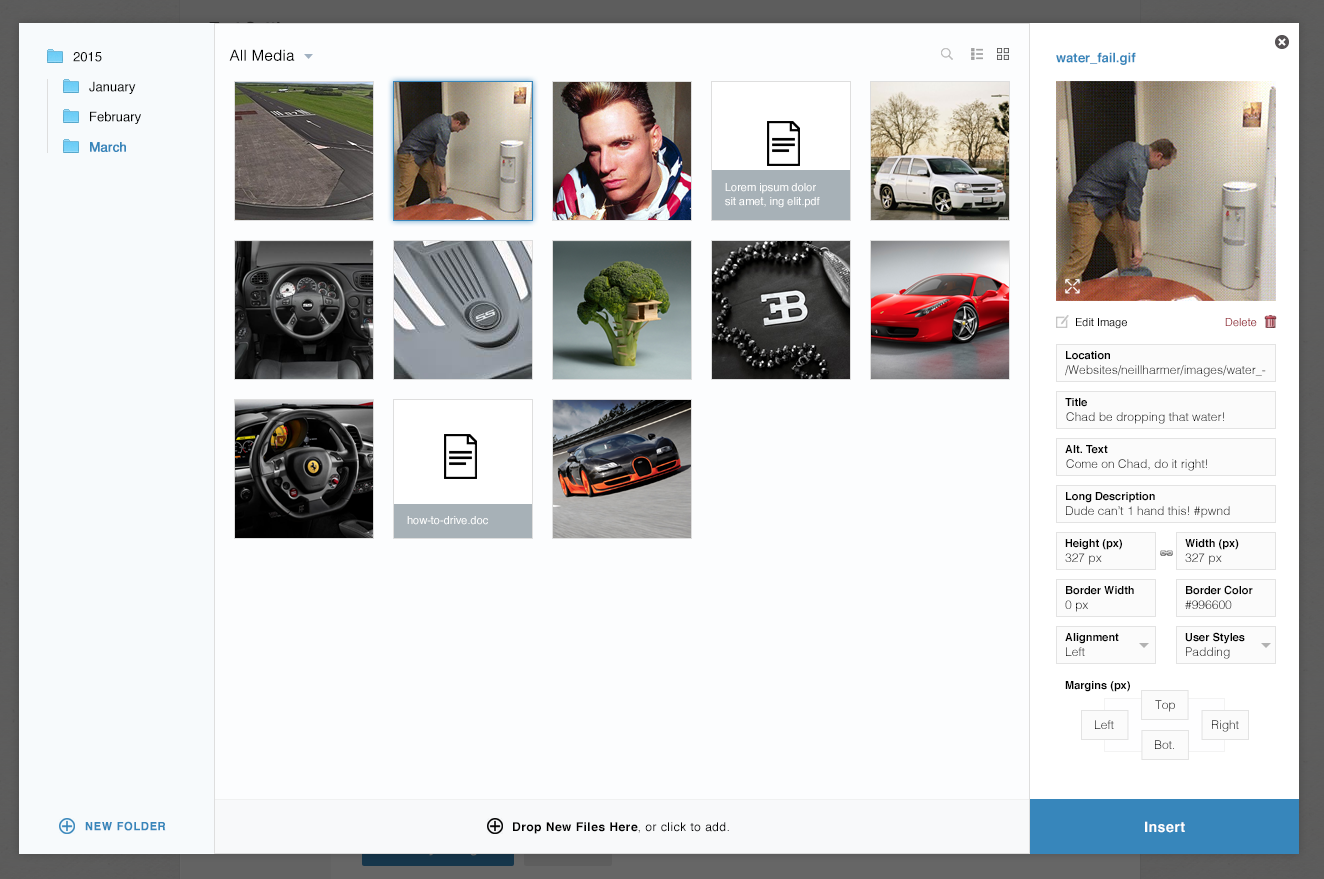 2015
January
February
March
NEW FOLDER
All Media
Lorem ipsum dolor
sit amet, ing elit.pdf
SS
how-to-drive.doc
Drop New Files Here, or click to add.
water_fail.gif
Edit Image
Delete
Location
/Websites/neillharmer/images/water_-
Title
Chad be dropping that water!
Alt. Text
Come on Chad, do it right!
Long Description
Dude can't 1 hand this! #pwnd
Height (px)
327 px
Width (px)
327 px
Border Width
0 px
Border Color
#996600
Alignment
Left
User Styles
Padding
Margins (px)
Top
Left
Right
Bot.
Insert